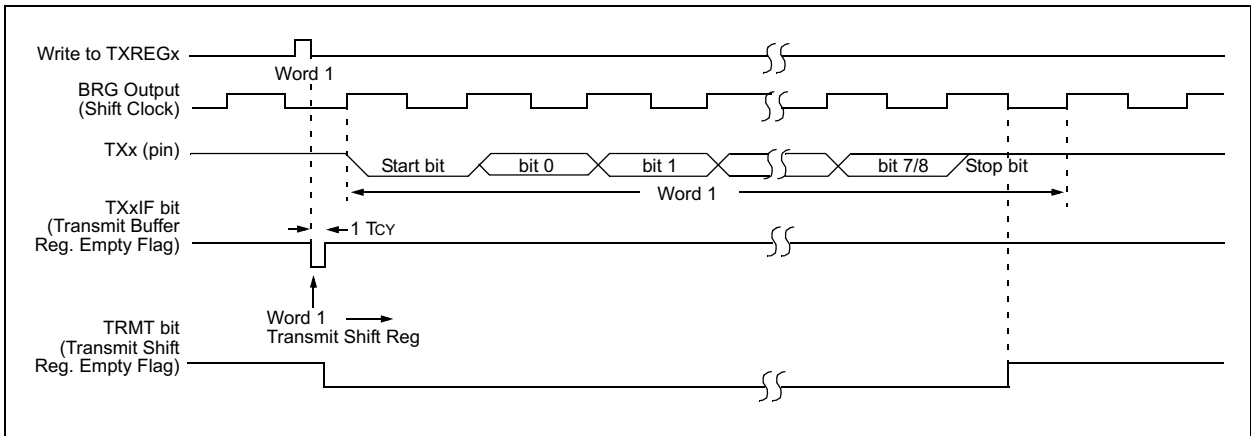 Write to TXREGx
Word 1
BRG Output
(Shift Clock)
TXx (pin)
Start bit
bit 0
bit 1
bit 7/8
Stop bit
Word 1
TXxIF bit
(Transmit Buffer
Reg. Empty Flag)
1 TCY
Word 1
Transmit Shift Reg
TRMT bit
(Transmit Shift
Reg. Empty Flag)